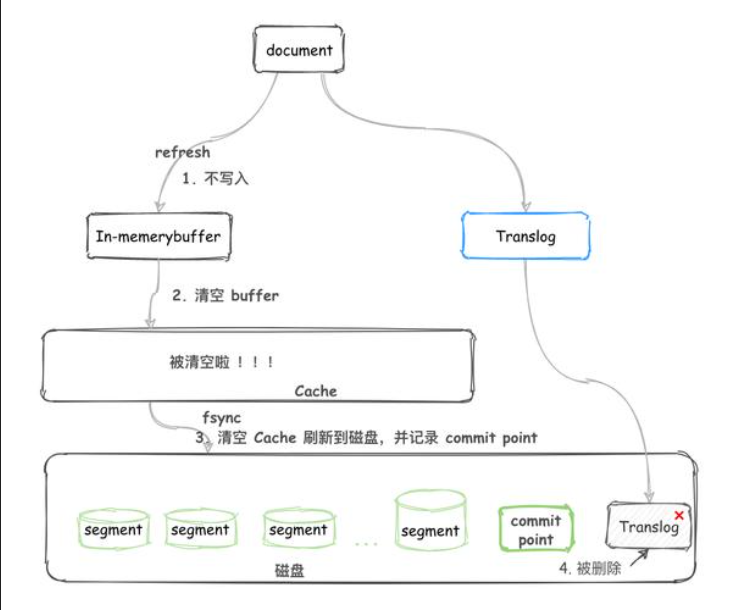 document
refresh
1. 不写入
In-memerybuffer
Translog
2. 清空 buffer
被清空啦 ！！！
Cache
fsync
3. 清空 Cache 刷新到磁盘，并记录 commit point
segment
segment
segment
...
segment
commit
point
Translog
4. 被删除
磁盘